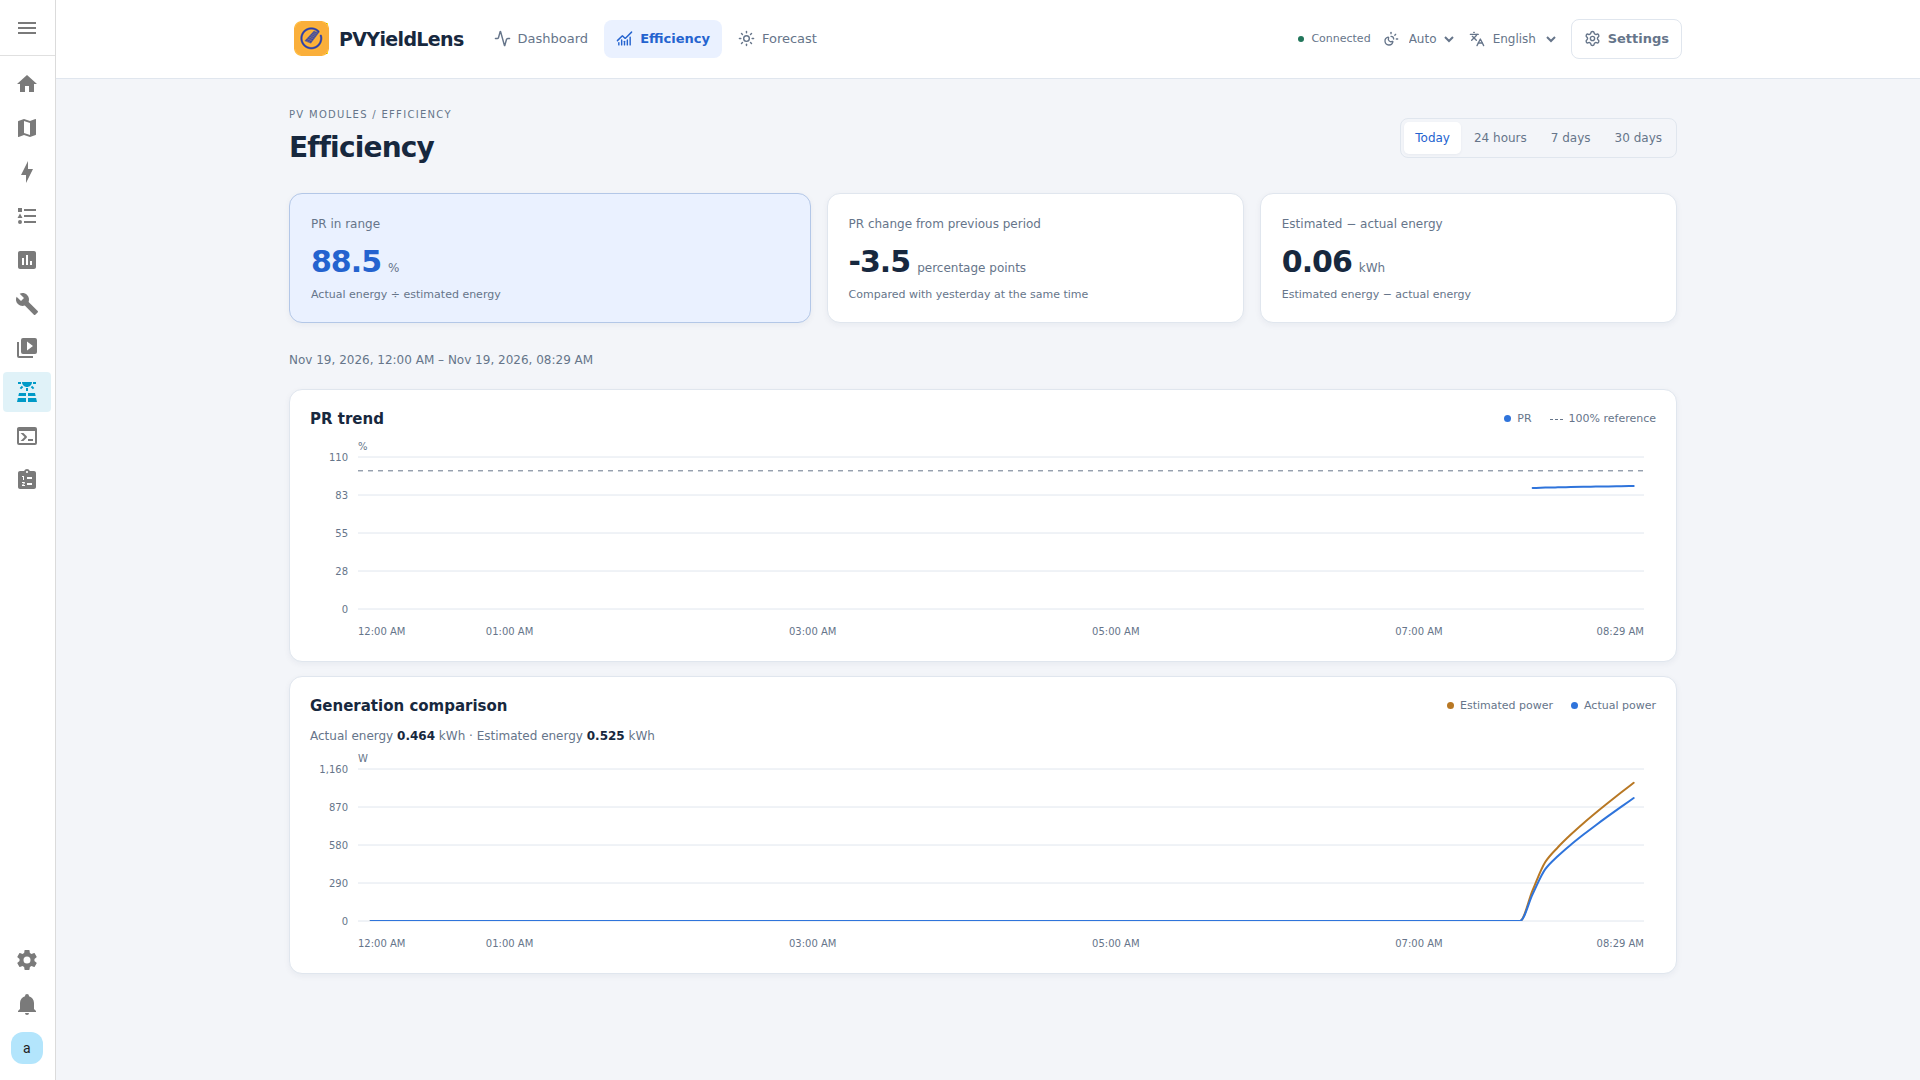 PVYieldLens
Dashboard
Efficiency
Forecast
Connected
Auto
English
Settings
PV MODULES / EFFICIENCY
Efficiency
Today
24 hours
7 days
30 days
PR in range
88.5 %
Actual energy ÷ estimated energy
PR change from previous period
-3.5 percentage points
Compared with yesterday at the same time
Estimated − actual energy
0.06 kWh
Estimated energy − actual energy
Nov 19, 2026, 12:00 AM – Nov 19, 2026, 08:29 AM
PR trend
PR
100% reference
%
110
83
55
28
0
12:00 AM
01:00 AM
03:00 AM
05:00 AM
07:00 AM
08:29 AM
Generation comparison
Estimated power
Actual power
Actual energy 0.464 kWh · Estimated energy 0.525 kWh
W
1,160
870
580
290
0
12:00 AM
01:00 AM
03:00 AM
05:00 AM
07:00 AM
08:29 AM
a